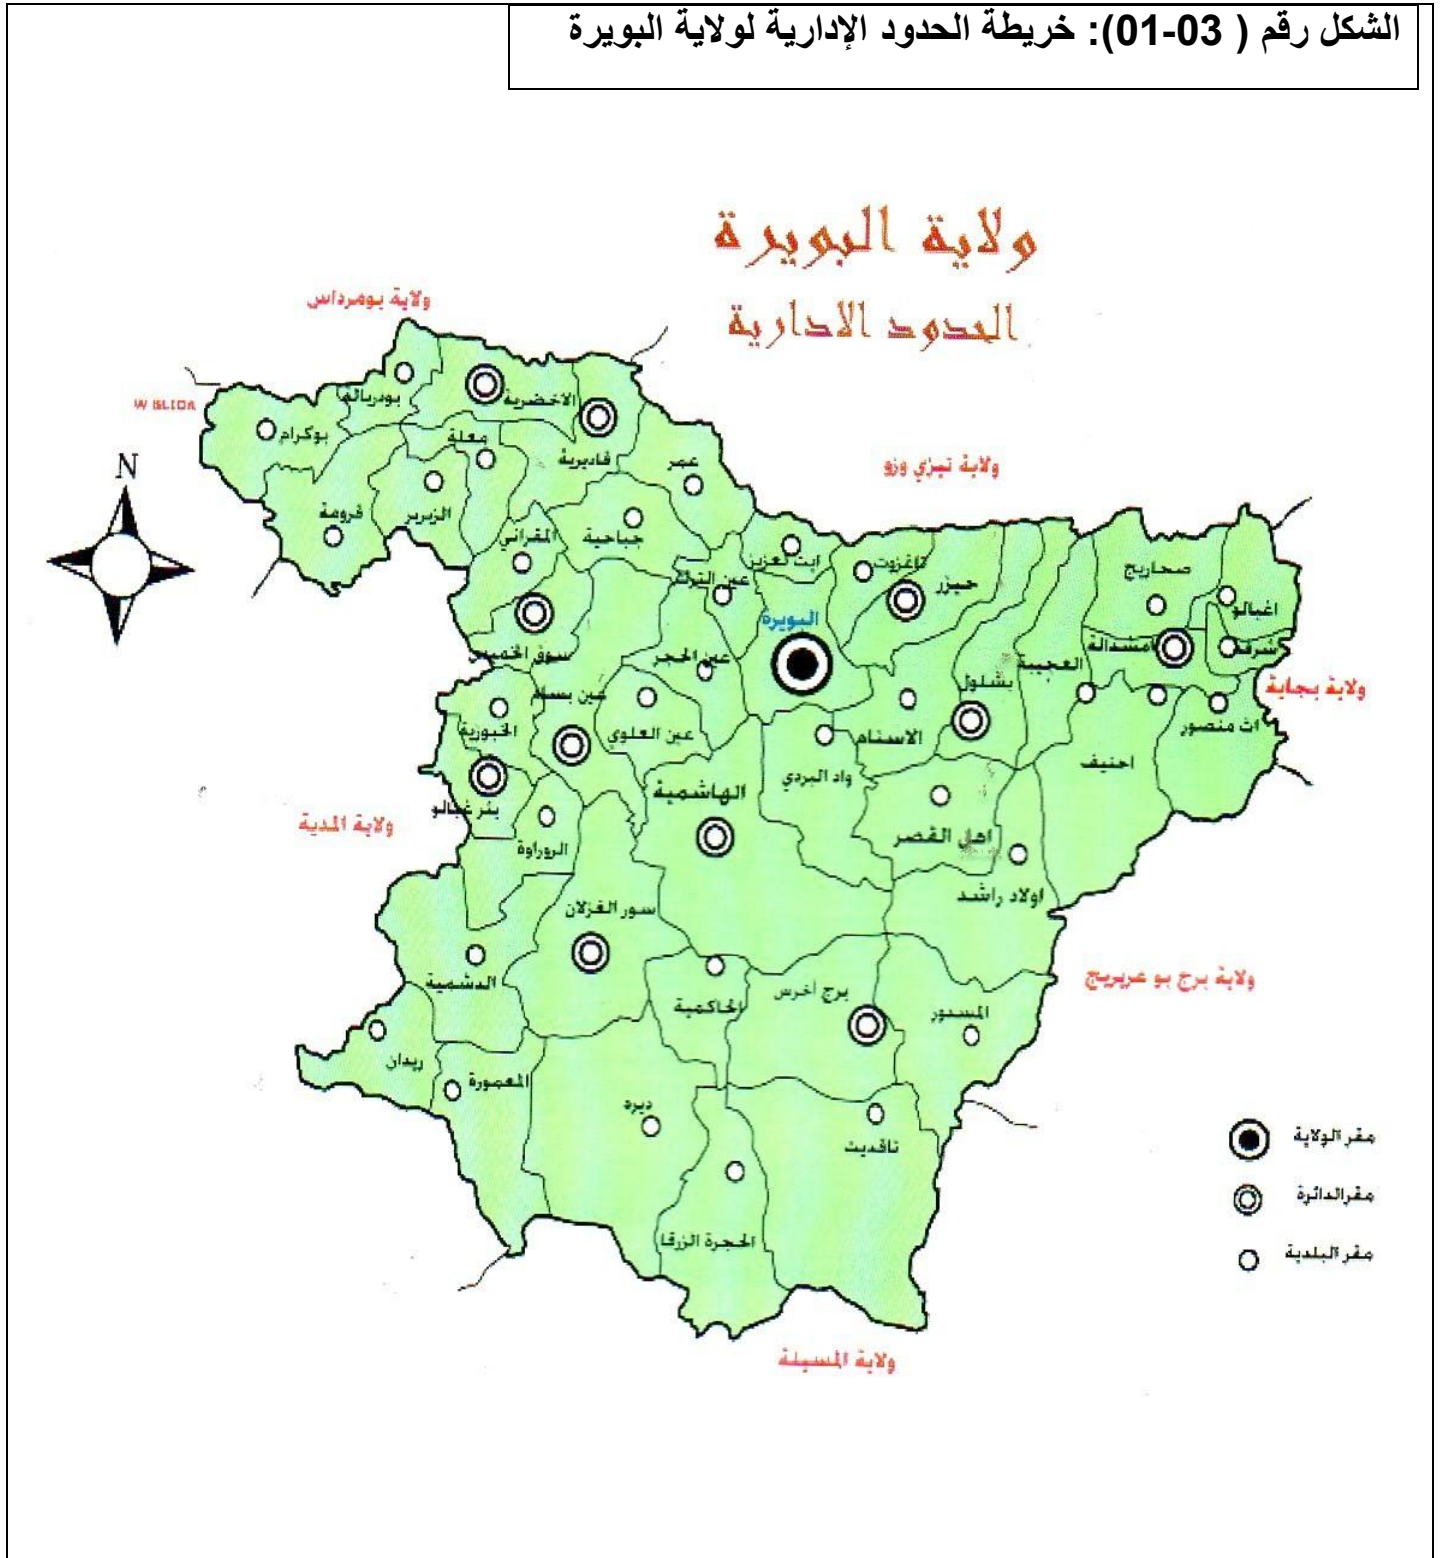 الشكل رقم ( 03-01): خريطة الحدود الإدارية لولاية البويرة
ولاية البويرة
الحدود الادارية
ولاية بومرداس
W BLIDA
N
ولاية تيزي وزو
بودربالة
الاخضرية
بوكرام
معلة
قاديرية
عمر
الزبربر
قرومة
المقراني
جباحية
ايت لعزيز
تاغزوت
حيزر
صحاريج
اغبالو
عين الترك
البويرة
امشدالة
شرفة
سوق الخميس
عين الحجر
العجيبة
بشلول
ولاية بجاية
عين بسام
الخبوزية
عين العلوي
الاسنام
اث منصور
واد البردي
احنيف
الهاشمية
بئر غبالو
ولاية المدية
الروراوة
اهل القصر
اولاد راشد
سور الغزلان
الدشمية
برج اخرس
الحاكمية
المسدور
ولاية برج بو عريريج
ريدان
المعمورة
ديره
تاقديت
الحجرة الزرقا
مقر الولاية
مقر الدائرة
مقر البلدية
ولاية المسيلة